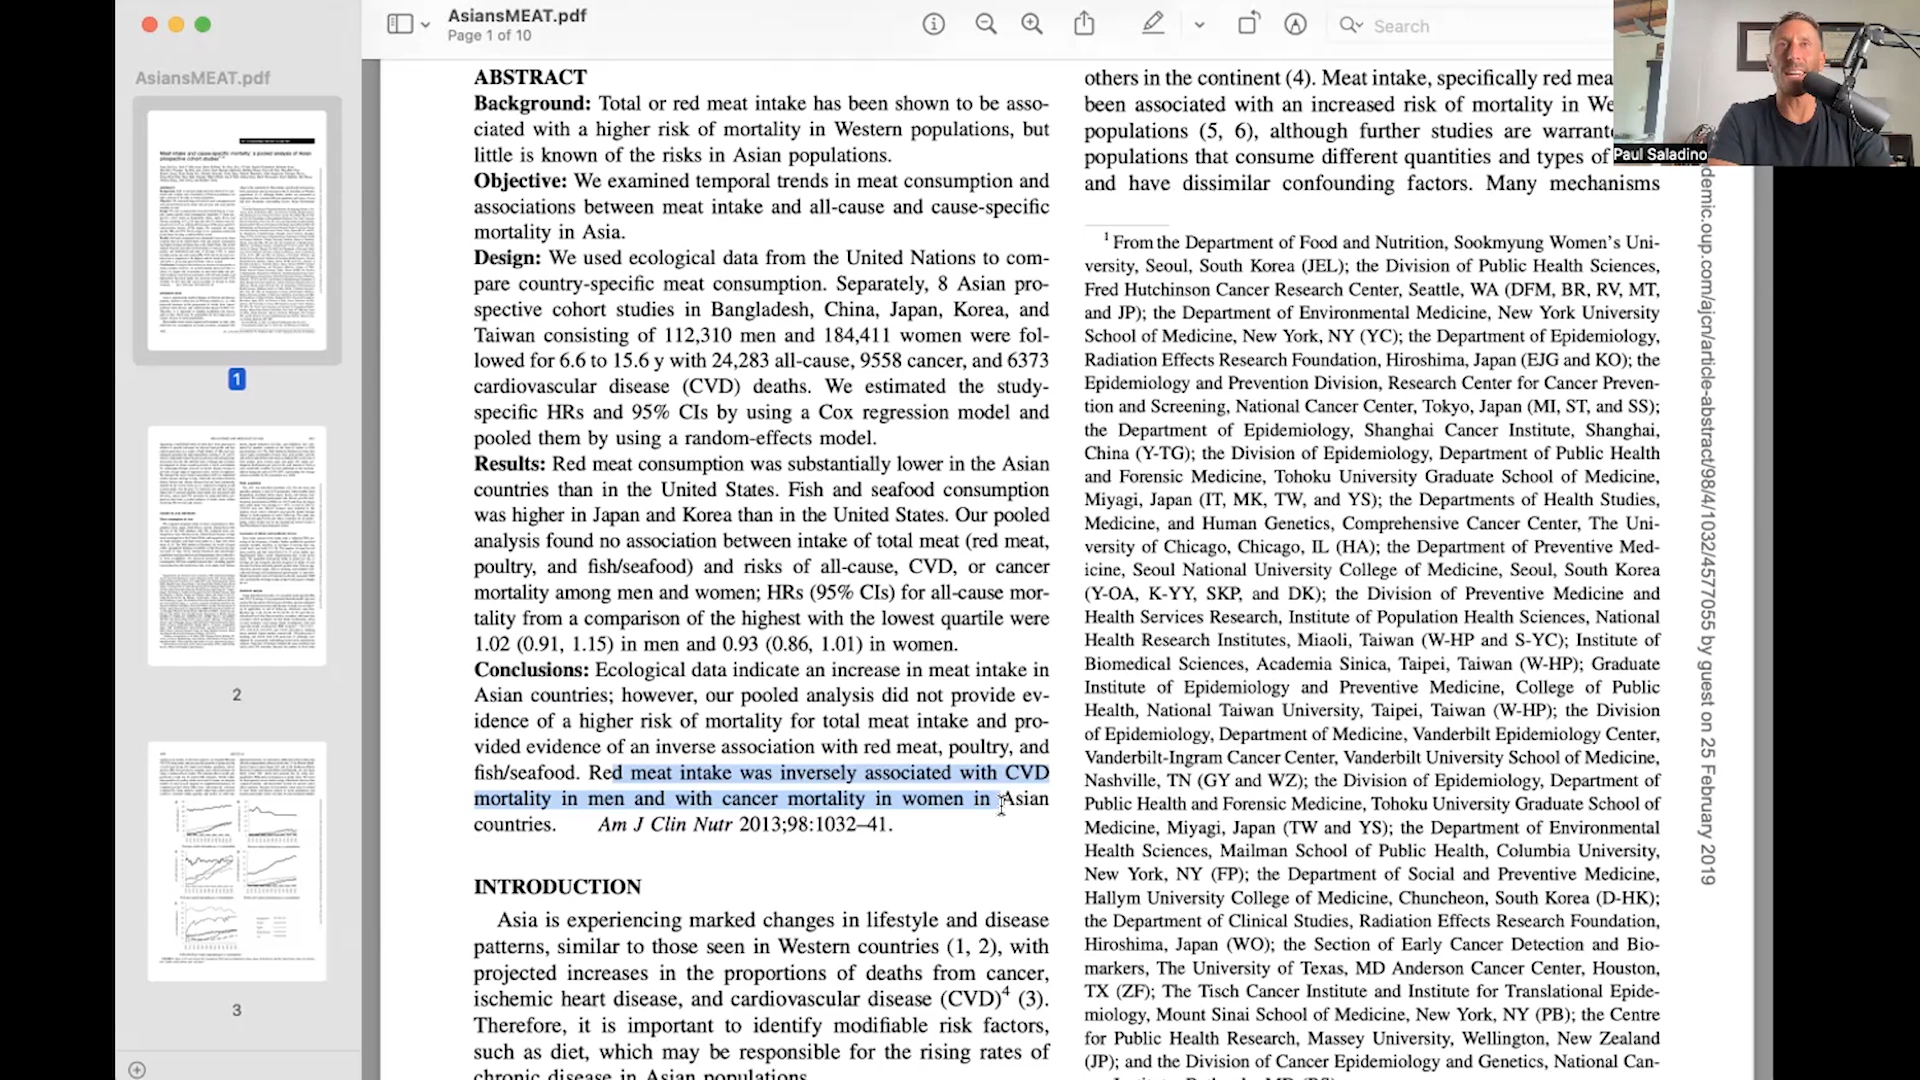 AsiansMEAT.pdf
Page 1 of 10
Search
AsiansMEAT.pdf
1
2
3
Paul Saladino
ABSTRACT
Background: Total or red meat intake has been shown to be asso-
ciated with a higher risk of mortality in Western populations, but
little is known of the risks in Asian populations.
Objective: We examined temporal trends in meat consumption and
associations between meat intake and all-cause and cause-specific
mortality in Asia.
Design: We used ecological data from the United Nations to com-
pare country-specific meat consumption. Separately, 8 Asian pro-
spective cohort studies in Bangladesh, China, Japan, Korea, and
Taiwan consisting of 112,310 men and 184,411 women were fol-
lowed for 6.6 to 15.6 y with 24,283 all-cause, 9558 cancer, and 6373
cardiovascular disease (CVD) deaths. We estimated the study-
specific HRs and 95% CIs by using a Cox regression model and
pooled them by using a random-effects model.
Results: Red meat consumption was substantially lower in the Asian
countries than in the United States. Fish and seafood consumption
was higher in Japan and Korea than in the United States. Our pooled
analysis found no association between intake of total meat (red meat,
poultry, and fish/seafood) and risks of all-cause, CVD, or cancer
mortality among men and women; HRs (95% CIs) for all-cause mor-
tality from a comparison of the highest with the lowest quartile were
1.02 (0.91, 1.15) in men and 0.93 (0.86, 1.01) in women.
Conclusions: Ecological data indicate an increase in meat intake in
Asian countries; however, our pooled analysis did not provide ev-
idence of a higher risk of mortality for total meat intake and pro-
vided evidence of an inverse association with red meat, poultry, and
fish/seafood. Red meat intake was inversely associated with CVD
mortality in men and with cancer mortality in women in Asian
countries. Am J Clin Nutr 2013;98:1032–41.
INTRODUCTION
Asia is experiencing marked changes in lifestyle and disease
patterns, similar to those seen in Western countries (1, 2), with
projected increases in the proportions of deaths from cancer,
ischemic heart disease, and cardiovascular disease (CVD)4 (3).
Therefore, it is important to identify modifiable risk factors,
such as diet, which may be responsible for the rising rates of
chronic disease in Asian populations.
others in the continent (4). Meat intake, specifically red mea
been associated with an increased risk of mortality in We
populations (5, 6), although further studies are warrant
populations that consume different quantities and types of
and have dissimilar confounding factors. Many mechanisms
1 From the Department of Food and Nutrition, Sookmyung Women's Uni-
versity, Seoul, South Korea (JEL); the Division of Public Health Sciences,
Fred Hutchinson Cancer Research Center, Seattle, WA (DFM, BR, RV, MT,
and JP); the Department of Environmental Medicine, New York University
School of Medicine, New York, NY (YC); the Department of Epidemiology,
Radiation Effects Research Foundation, Hiroshima, Japan (EJG and KO); the
Epidemiology and Prevention Division, Research Center for Cancer Preven-
tion and Screening, National Cancer Center, Tokyo, Japan (MI, ST, and SS);
the Department of Epidemiology, Shanghai Cancer Institute, Shanghai,
China (Y-TG); the Division of Epidemiology, Department of Public Health
and Forensic Medicine, Tohoku University Graduate School of Medicine,
Miyagi, Japan (IT, MK, TW, and YS); the Departments of Health Studies,
Medicine, and Human Genetics, Comprehensive Cancer Center, The Uni-
versity of Chicago, Chicago, IL (HA); the Department of Preventive Med-
icine, Seoul National University College of Medicine, Seoul, South Korea
(Y-OA, K-YY, SKP, and DK); the Division of Preventive Medicine and
Health Services Research, Institute of Population Health Sciences, National
Health Research Institutes, Miaoli, Taiwan (W-HP and S-YC); Institute of
Biomedical Sciences, Academia Sinica, Taipei, Taiwan (W-HP); Graduate
Institute of Epidemiology and Preventive Medicine, College of Public
Health, National Taiwan University, Taipei, Taiwan (W-HP); the Division
of Epidemiology, Department of Medicine, Vanderbilt Epidemiology Center,
Vanderbilt-Ingram Cancer Center, Vanderbilt University School of Medicine,
Nashville, TN (GY and WZ); the Division of Epidemiology, Department of
Public Health and Forensic Medicine, Tohoku University Graduate School of
Medicine, Miyagi, Japan (TW and YS); the Department of Environmental
Health Sciences, Mailman School of Public Health, Columbia University,
New York, NY (FP); the Department of Social and Preventive Medicine,
Hallym University College of Medicine, Chuncheon, South Korea (D-HK);
the Department of Clinical Studies, Radiation Effects Research Foundation,
Hiroshima, Japan (WO); the Section of Early Cancer Detection and Bio-
markers, The University of Texas, MD Anderson Cancer Center, Houston,
TX (ZF); The Tisch Cancer Institute and Institute for Translational Epide-
miology, Mount Sinai School of Medicine, New York, NY (PB); the Centre
for Public Health Research, Massey University, Wellington, New Zealand
(JP); and the Division of Cancer Epidemiology and Genetics, National Can-
demic.oup.com/ajcn/article-abstract/98/4/1032/4577055 by guest on 25 February 2019